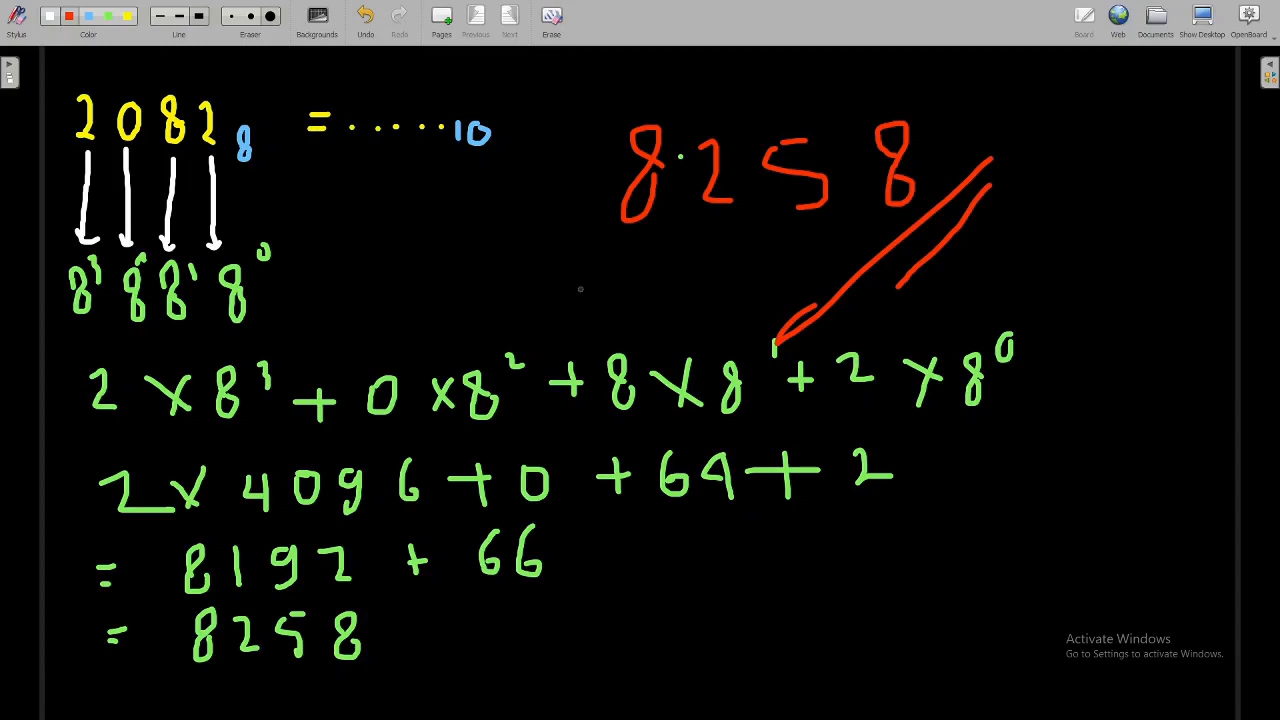 Stylus Color Line Eraser Backgrounds Undo Redo Pages Previous Next Erase Board Web Documents Show Desktop OpenBoard
2082₈ = ......₁₀
8258
8³ 8² 8¹ 8⁰
2 × 8³ + 0 × 8² + 8 × 8¹ + 2 × 8⁰
2 × 4096 + 0 + 64 + 2
= 8192 + 66
= 8258
Activate Windows
Go to Settings to activate Windows.